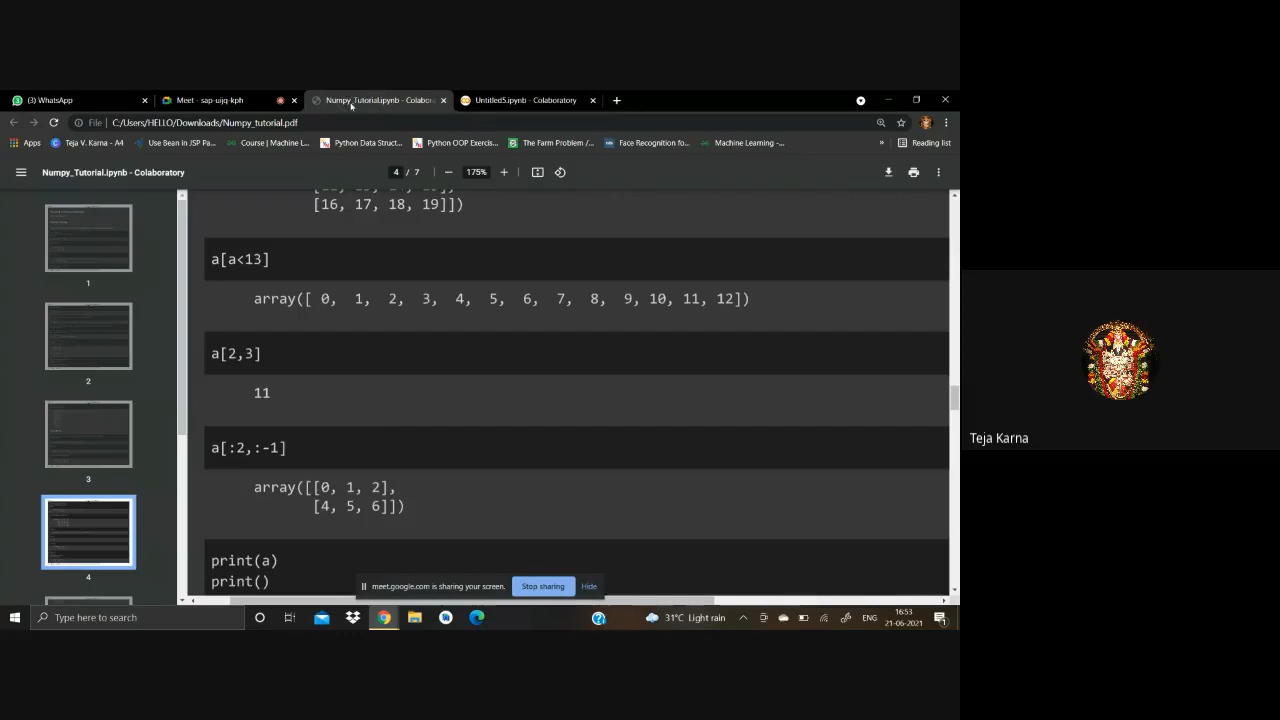 (3) WhatsApp
Meet - sap-uijq-kph
Numpy_Tutorial.ipynb - Colabor
Untitled5.ipynb - Colaboratory
File
C:/Users/HELLO/Downloads/Numpy_tutorial.pdf
Apps
Teja V. Karna - A4
Use Bean in JSP Pa...
Course | Machine L...
Python Data Struct...
Python OOP Exercis...
The Farm Problem /...
Face Recognition fo...
Machine Learning -...
»
Reading list
Numpy_Tutorial.ipynb - Colaboratory
4 / 7
175%
[16, 17, 18, 19]])
a[a<13]
array([ 0, 1, 2, 3, 4, 5, 6, 7, 8, 9, 10, 11, 12])
a[2,3]
11
a[:2,:-1]
array([[0, 1, 2],
[4, 5, 6]])
print(a)
print()
1
2
3
4
meet.google.com is sharing your screen.
Stop sharing
Hide
Type here to search
31°C Light rain
ENG
16:53
21-06-2021
Teja Karna